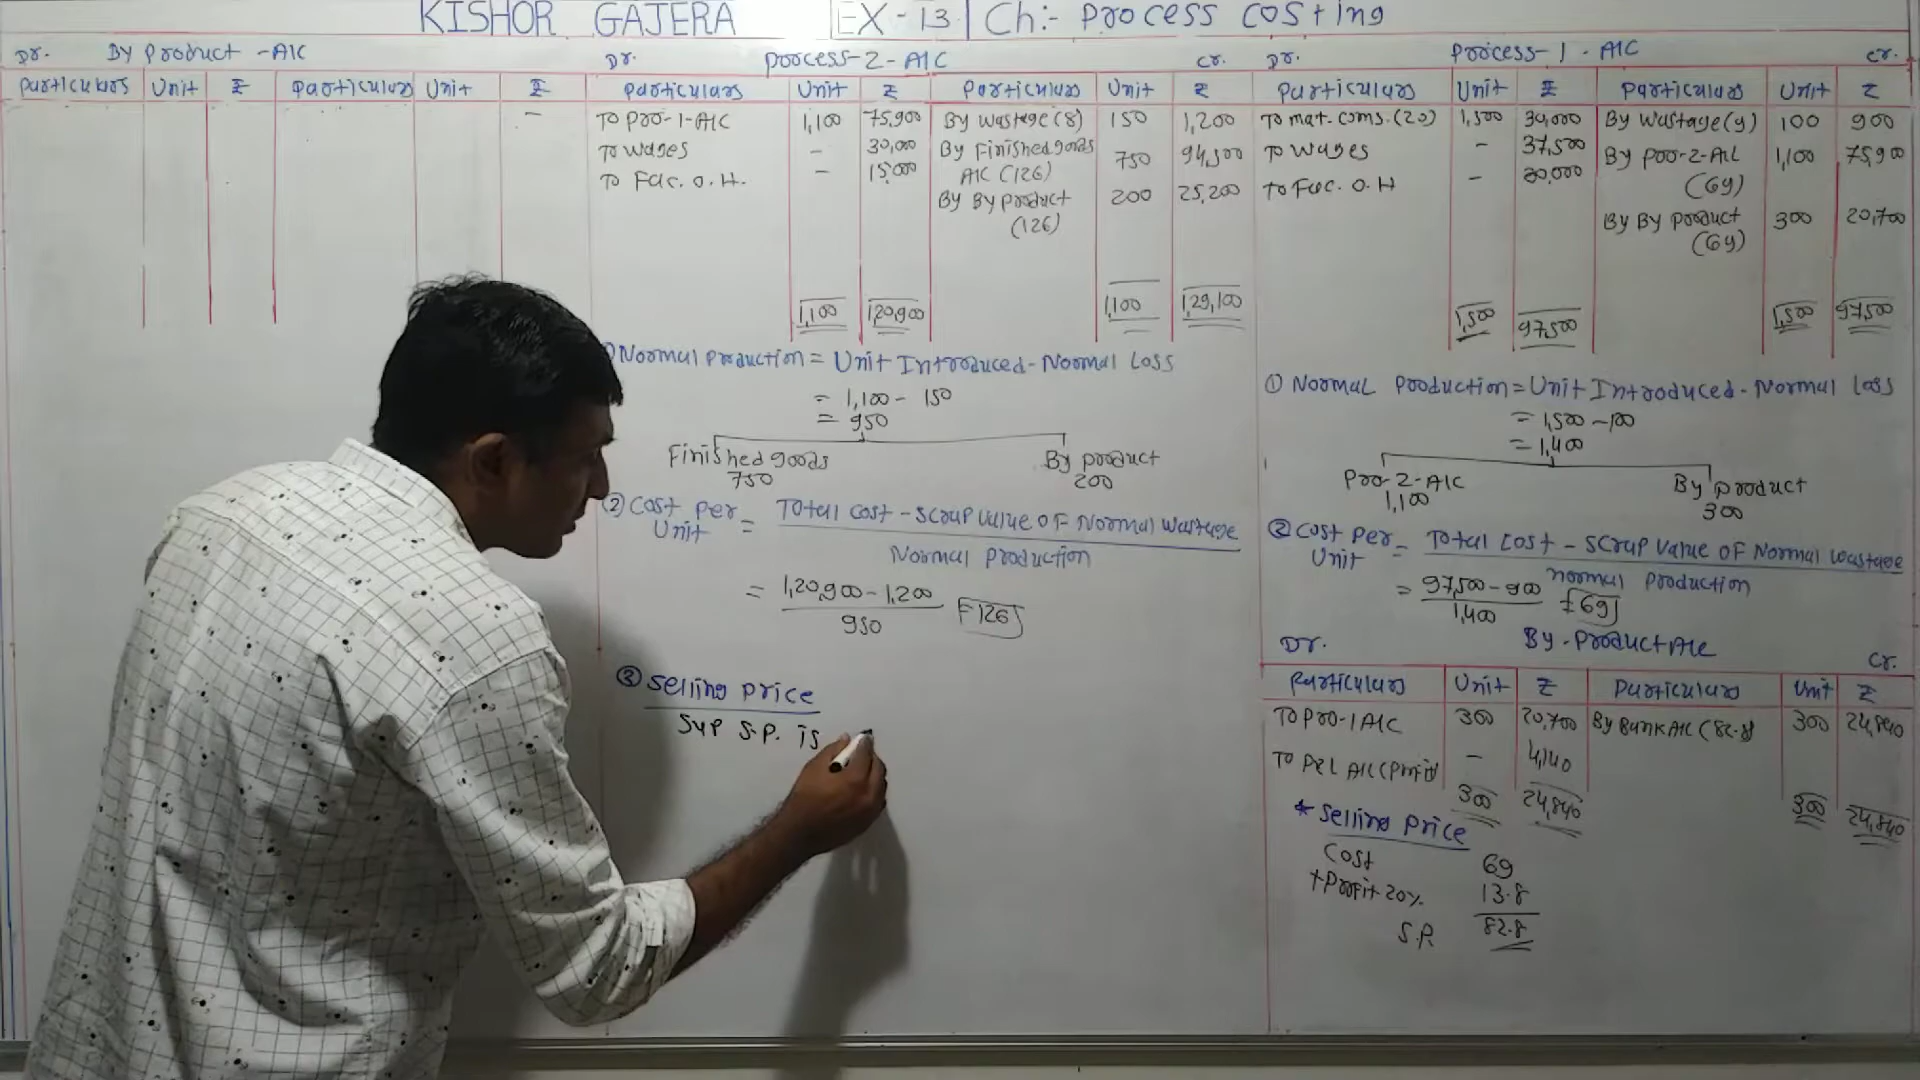 KISHOR GAJERA EX-13 Ch:- Process Costing
Dr. By Product -A/C
Particulars Unit ₹ Particulars Unit ₹
-
Dr. Process-2-A/C Cr.
Particulars Unit ₹ Particulars Unit ₹
To Pro-1-A/C 1,100 75,900 By Wastage(8) 150 1,200
To Wages - 30,000 By Finished goods A/C (126) 750 94,500
To Fac. O.H. - 15,000 By By product (126) 200 25,200
1,100 1,20,900 1,100 1,29,100
① Normal Production = Unit Introduced - Normal Loss
= 1,100 - 150
= 950
Finished goods By product
750 200
② Cost Per Unit = Total Cost - Scrap Value OF Normal Wastage
Normal Production
= 1,20,900 - 1,200
950
₹126
③ Selling Price
Sup S.P. is
Dr. Process-1-A/C Cr.
Particulars Unit ₹ Particulars Unit ₹
To mat. Coms. (20) 1,500 30,000 By Wastage(9) 100 900
To Wages - 37,500 By Pro-2-A/C (69) 1,100 75,900
To Fac. O.H - 30,000 By By Product (69) 300 20,700
1,500 97,500 1,500 97,500
① Normal Production = Unit Introduced - Normal Loss
= 1,500 - 100
= 1,400
Pro-2-A/C By Product
1,100 300
② Cost Per Unit = Total Cost - Scrap Value OF Normal Wastage
normal Production
= 97,500 - 900
1,400
₹69
Dr. By-Product A/c Cr.
Particulars Unit ₹ Particulars Unit ₹
To Pro-1 A/C 300 20,700 By Bank A/C (82.8) 300 24,840
To P&L A/C (Profit) - 4,140
300 24,840 300 24,840
* Selling Price
Cost 69
+Profit 20% 13.8
S.P. 82.8